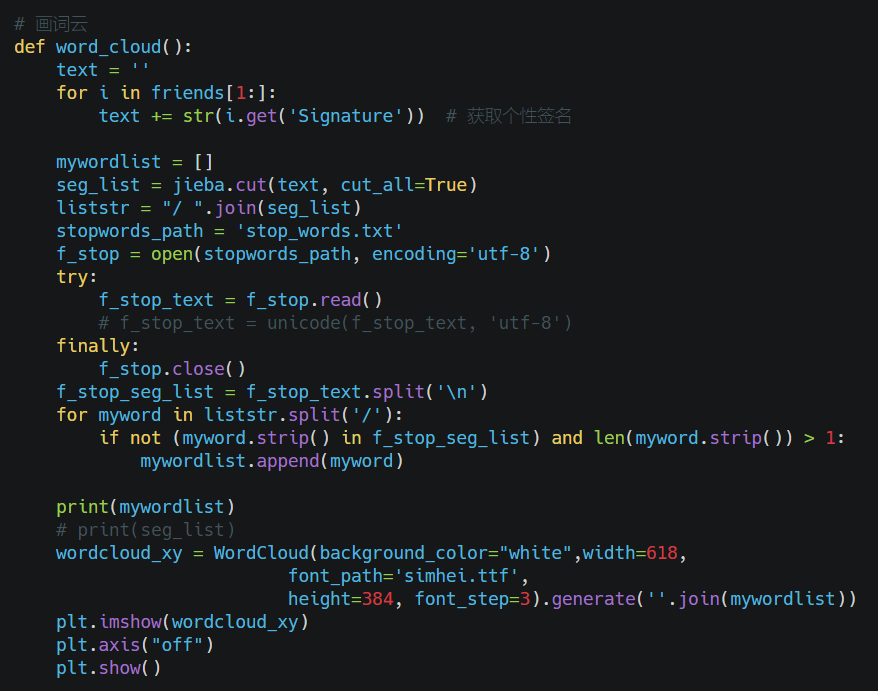 # 画词云
def word_cloud():
    text = ''
    for i in friends[1:]:
        text += str(i.get('Signature'))  # 获取个性签名

    mywordlist = []
    seg_list = jieba.cut(text, cut_all=True)
    liststr = "/ ".join(seg_list)
    stopwords_path = 'stop_words.txt'
    f_stop = open(stopwords_path, encoding='utf-8')
    try:
        f_stop_text = f_stop.read()
        # f_stop_text = unicode(f_stop_text, 'utf-8')
    finally:
        f_stop.close()
    f_stop_seg_list = f_stop_text.split('\n')
    for myword in liststr.split('/'):
        if not (myword.strip() in f_stop_seg_list) and len(myword.strip()) > 1:
            mywordlist.append(myword)

    print(mywordlist)
    # print(seg_list)
    wordcloud_xy = WordCloud(background_color="white",width=618,
                          font_path='simhei.ttf',
                          height=384, font_step=3).generate(''.join(mywordlist))
    plt.imshow(wordcloud_xy)
    plt.axis("off")
    plt.show()